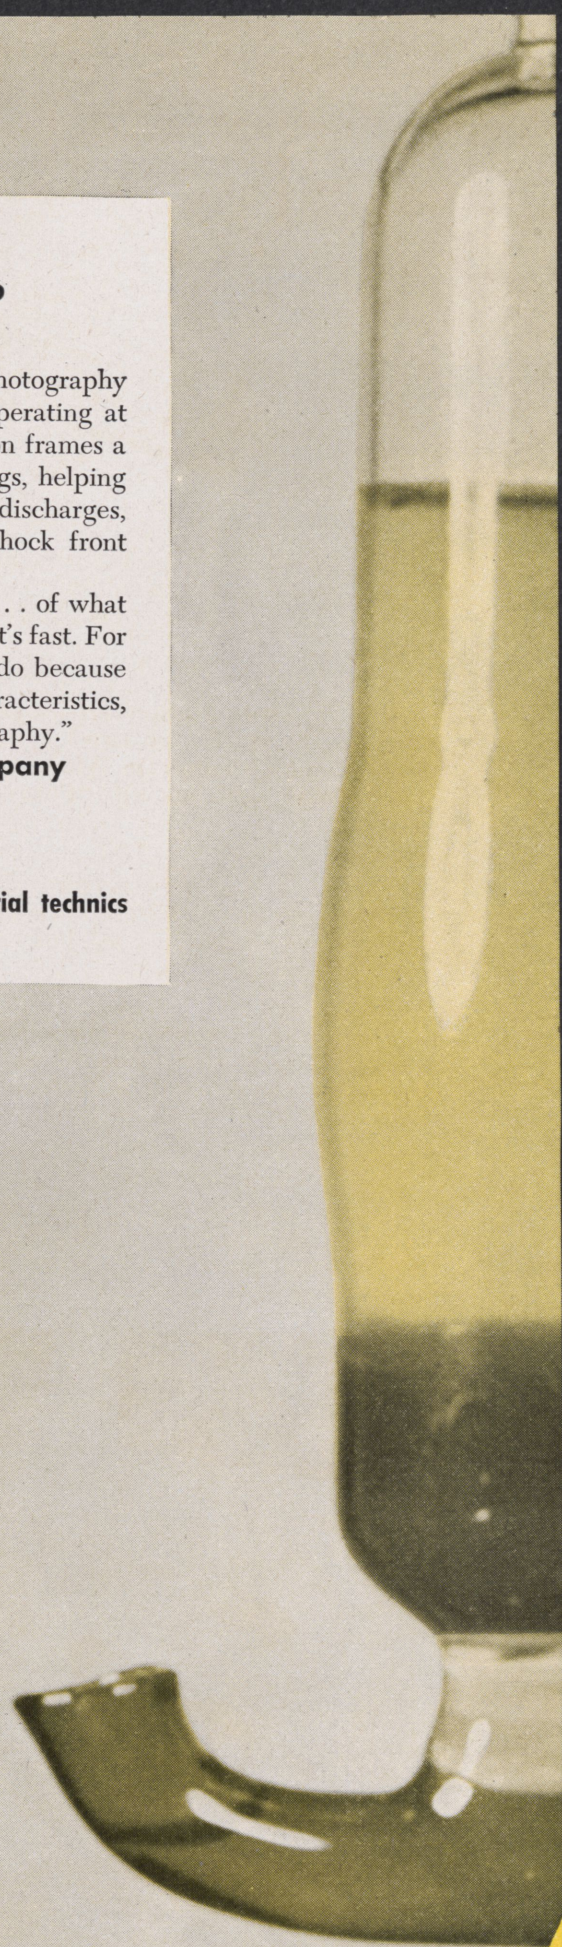 hotography
perating at
n frames a
gs, helping
discharges,
hock front
. . of what
t's fast. For
do because
racteristics,
aphy.”
pany
ial technics